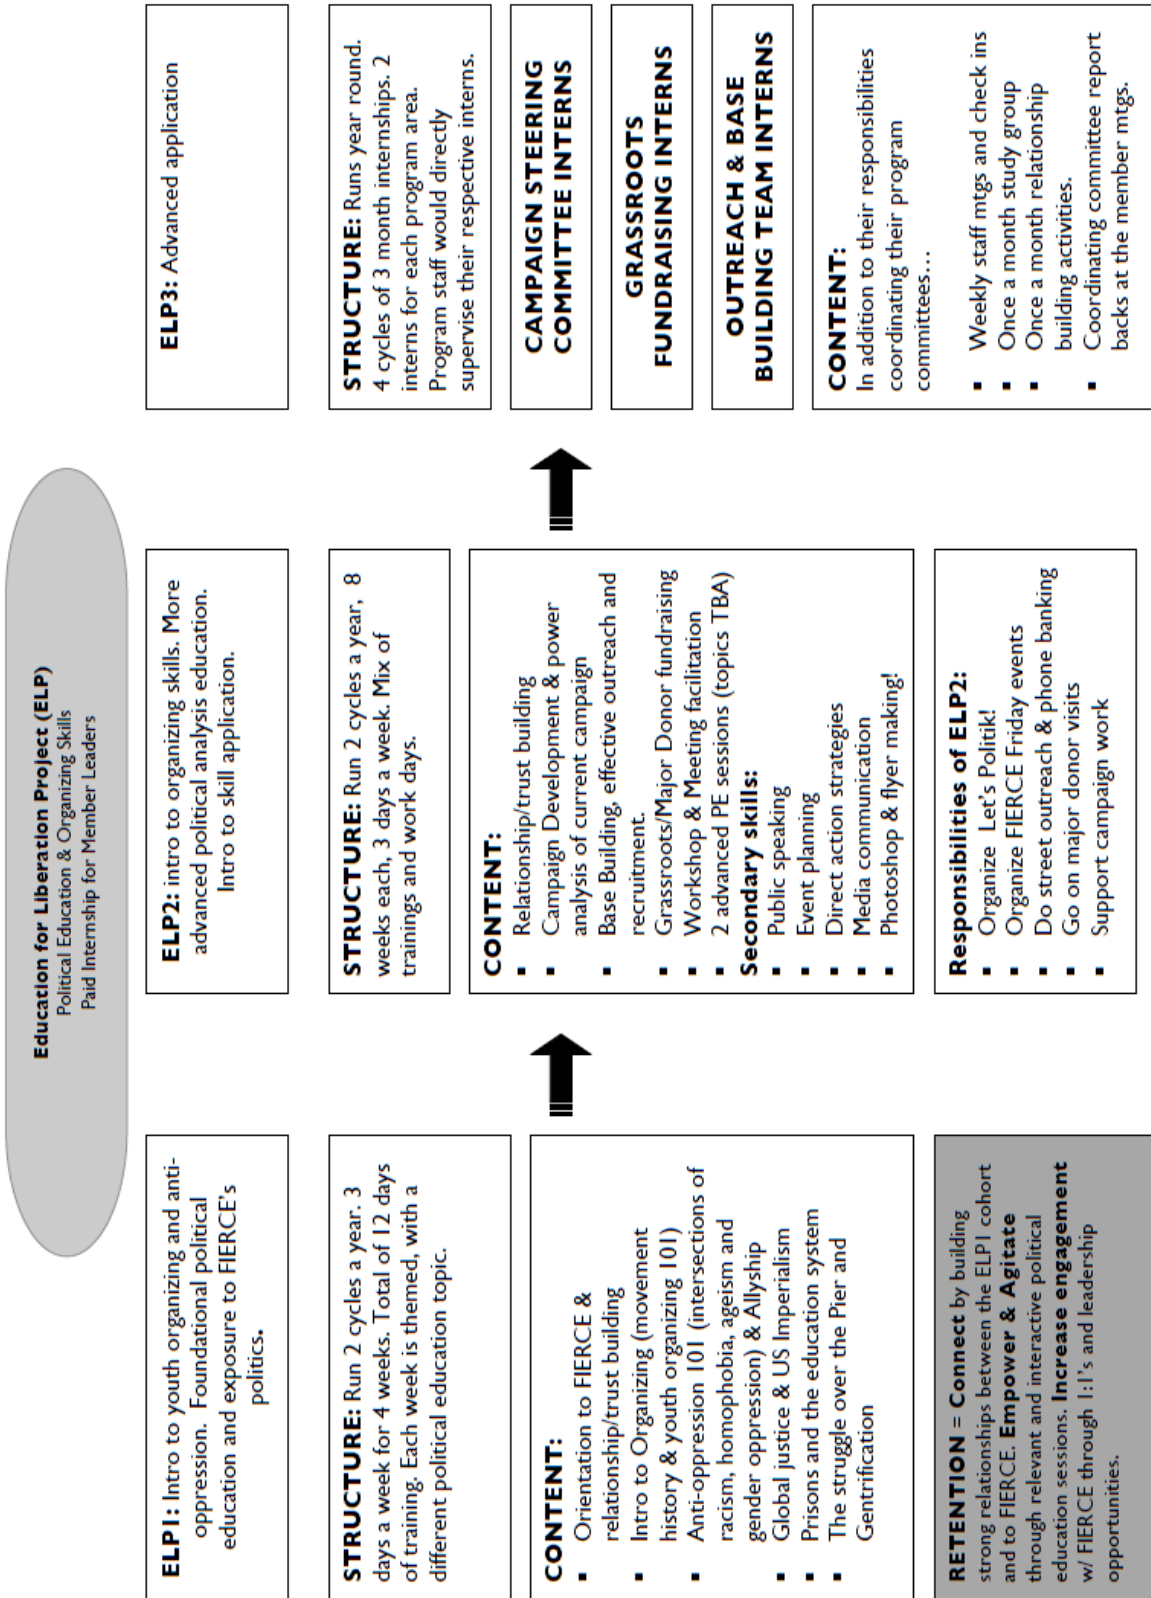 Education for Liberation Project (ELP)
Political Education & Organizing Skills
Paid Internship for Member Leaders
ELP1: Intro to youth organizing and anti-
oppression. Foundational political
education and exposure to FIERCE's
politics.
STRUCTURE: Run 2 cycles a year. 3
days a week for 4 weeks. Total of 12 days
of training. Each week is themed, with a
different political education topic.
CONTENT:
▪ Orientation to FIERCE &
relationship/trust building
▪ Intro to Organizing (movement
history & youth organizing 101)
▪ Anti-oppression 101 (intersections of
racism, homophobia, ageism and
gender oppression) & Allyship
▪ Global justice & US Imperialism
▪ Prisons and the education system
▪ The struggle over the Pier and
Gentrification
RETENTION = Connect by building
strong relationships between the ELP1 cohort
and to FIERCE. Empower & Agitate
through relevant and interactive political
education sessions. Increase engagement
w/ FIERCE through 1:1's and leadership
opportunities.
ELP2: intro to organizing skills. More
advanced political analysis education.
Intro to skill application.
STRUCTURE: Run 2 cycles a year, 8
weeks each, 3 days a week. Mix of
trainings and work days.
CONTENT:
▪ Relationship/trust building
▪ Campaign Development & power
analysis of current campaign
▪ Base Building, effective outreach and
recruitment.
▪ Grassroots/Major Donor fundraising
▪ Workshop & Meeting facilitation
▪ 2 advanced PE sessions (topics TBA)
Secondary skills:
▪ Public speaking
▪ Event planning
▪ Direct action strategies
▪ Media communication
▪ Photoshop & flyer making!
Responsibilities of ELP2:
▪ Organize Let's Politik!
▪ Organize FIERCE Friday events
▪ Do street outreach & phone banking
▪ Go on major donor visits
▪ Support campaign work
ELP3: Advanced application
STRUCTURE: Runs year round.
4 cycles of 3 month internships. 2
interns for each program area.
Program staff would directly
supervise their respective interns.
CAMPAIGN STEERING
COMMITTEE INTERNS
GRASSROOTS
FUNDRAISING INTERNS
OUTREACH & BASE
BUILDING TEAM INTERNS
CONTENT:
In addition to their responsibilities
coordinating their program
committees…
▪ Weekly staff mtgs and check ins
▪ Once a month study group
▪ Once a month relationship
building activities.
▪ Coordinating committee report
backs at the member mtgs.